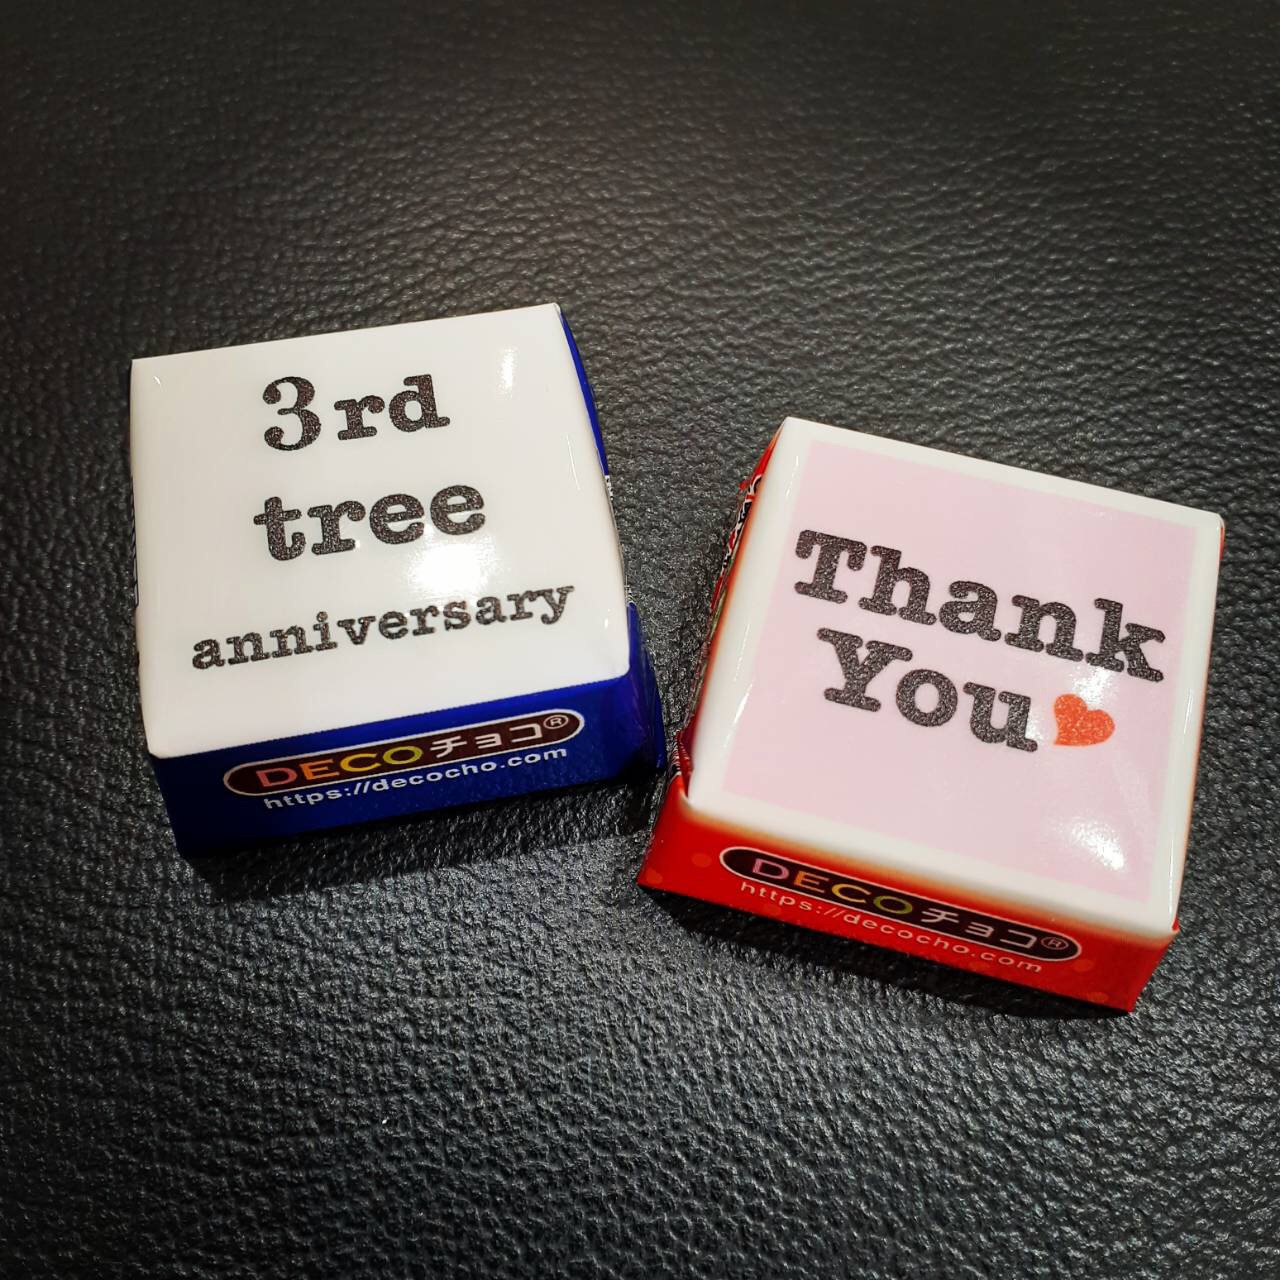 3rd
tree
anniversary
DECOチョコ®
https://decocho.com
Thank
You❤
DECOチョコ®
https://decocho.com